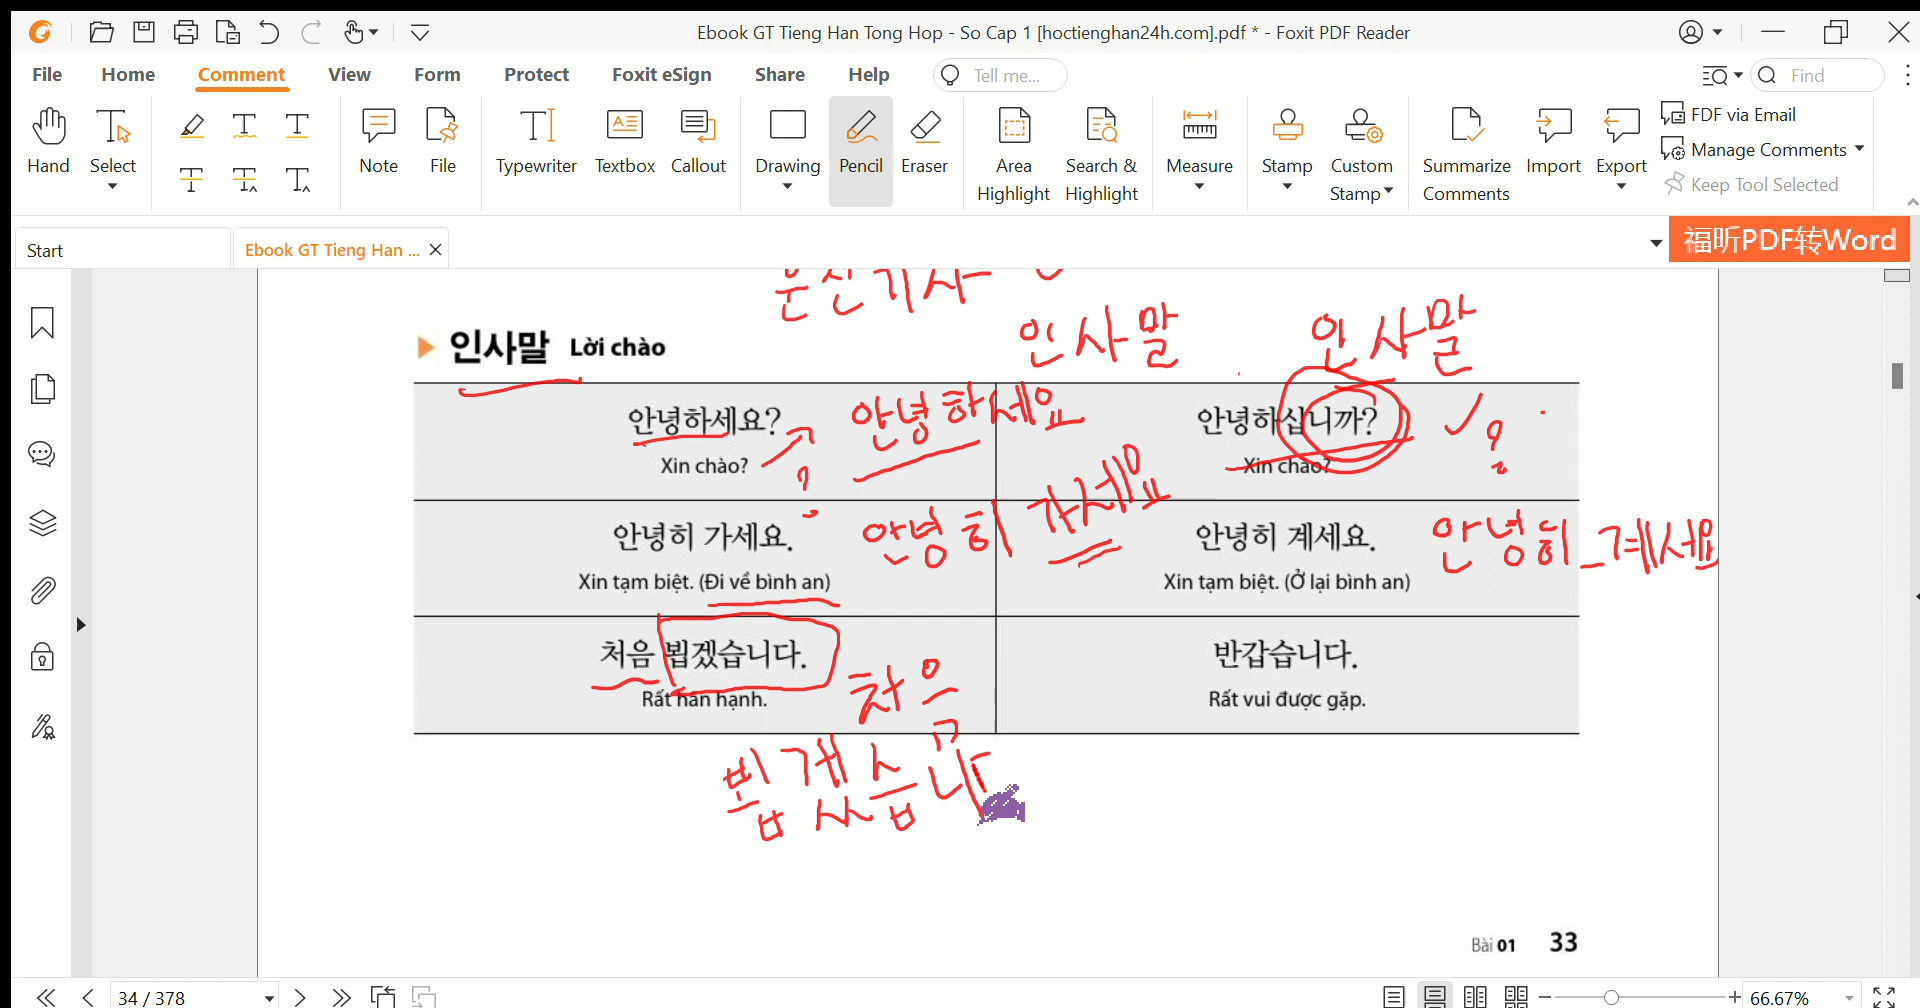 Ebook GT Tieng Han Tong Hop - So Cap 1 [hoctienghan24h.com].pdf * - Foxit PDF Reader
File Home Comment View Form Protect Foxit eSign Share Help Tell me... Find
Hand Select Note File Typewriter Textbox Callout Drawing Pencil Eraser Area Highlight Search & Highlight Measure Stamp Custom Stamp Summarize Comments Import Export
FDF via Email
Manage Comments
Keep Tool Selected
Start Ebook GT Tieng Han ... 福昕PDF转Word
운전기사
인사말 Lời chào 인사말 인사말
안녕하세요? 안녕하세요 안녕하십니까? ?
Xin chào? ? Xin chào?
안녕히 가세요. 안녕히 가세요 안녕히 계세요. 안녕히 계세요
Xin tạm biệt. (Đi về bình an) Xin tạm biệt. (Ở lại bình an)
처음 뵙겠습니다. 반갑습니다.
Rất hân hạnh. 처음 Rất vui được gặp.
뵙겠습니다
Bài 01 33
34 / 378 66.67%